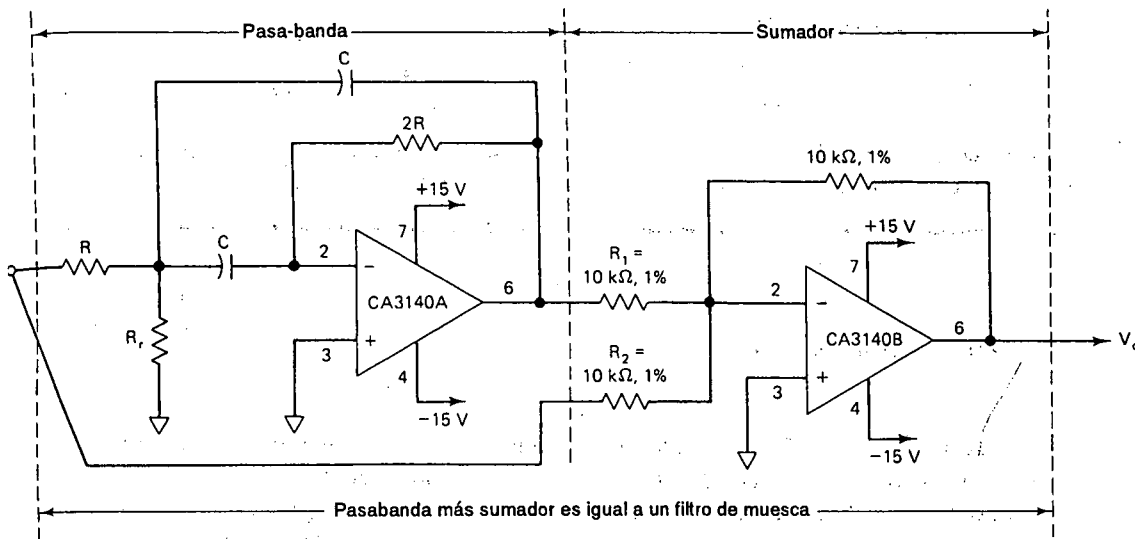 Pasa-banda
Sumador
C
2R
10 kΩ, 1%
+15 V
+15 V
R
C
2
7
R₁ =
10 kΩ, 1%
7
CA3140A
6
2
Rᵣ
3
CA3140B
6
4
R₂ =
10 kΩ, 1%
3
−15 V
4
−15 V
Pasabanda más sumador es igual a un filtro de muesca